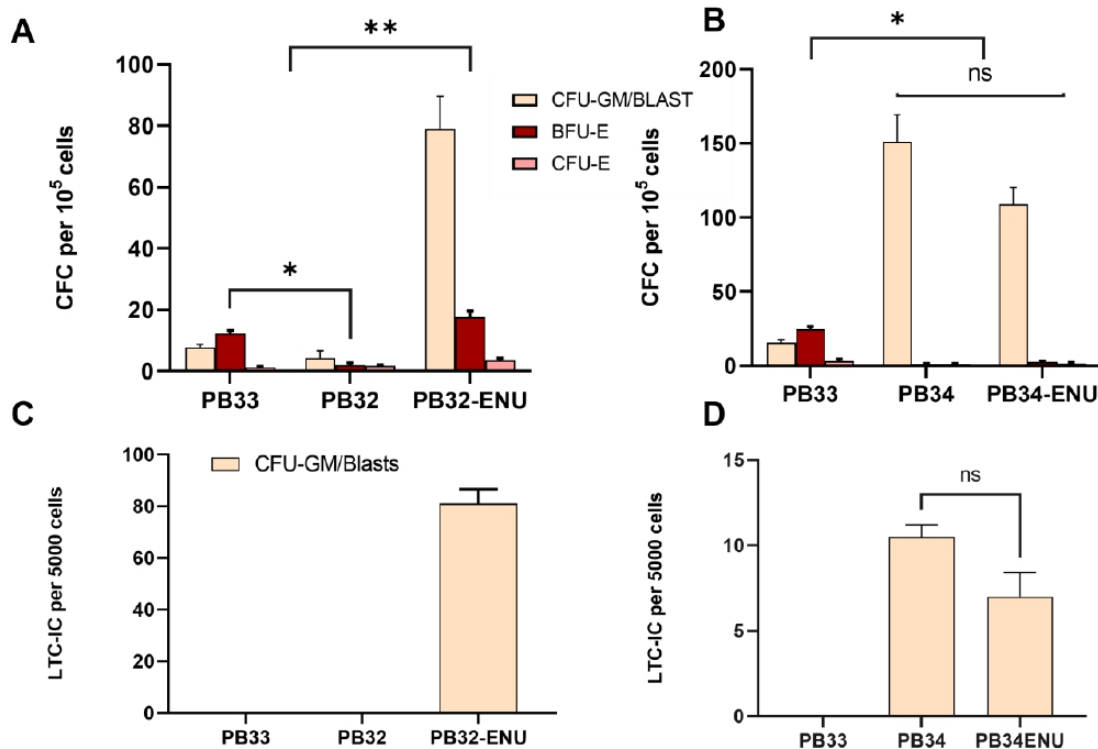 A
**
100
80
60
40
20
0
CFC per 10⁵ cells
*
CFU-GM/BLAST
BFU-E
CFU-E
PB33 PB32 PB32-ENU
B
*
ns
200
150
100
50
0
CFC per 10⁵ cells
PB33 PB34 PB34-ENU
C
CFU-GM/Blasts
100
80
60
40
20
0
LTC-IC per 5000 cells
PB33 PB32 PB32-ENU
D
ns
15
10
5
0
LTC-IC per 5000 cells
PB33 PB34 PB34ENU